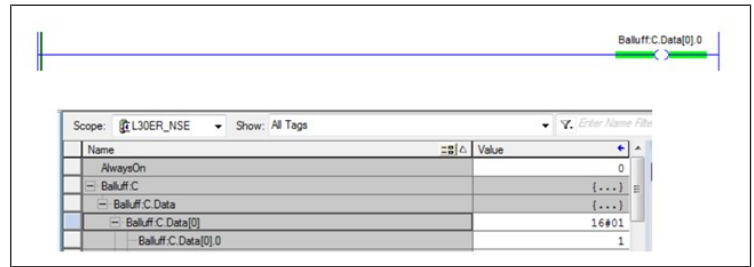 Balluff:C.Data[0].0
Scope: L30ER_NSE Show: All Tags Enter Name Filte
Name Value
AlwaysOn 0
Balluff:C {...}
Balluff:C.Data {...}
Balluff:C.Data[0] 16#01
Balluff:C.Data[0].0 1